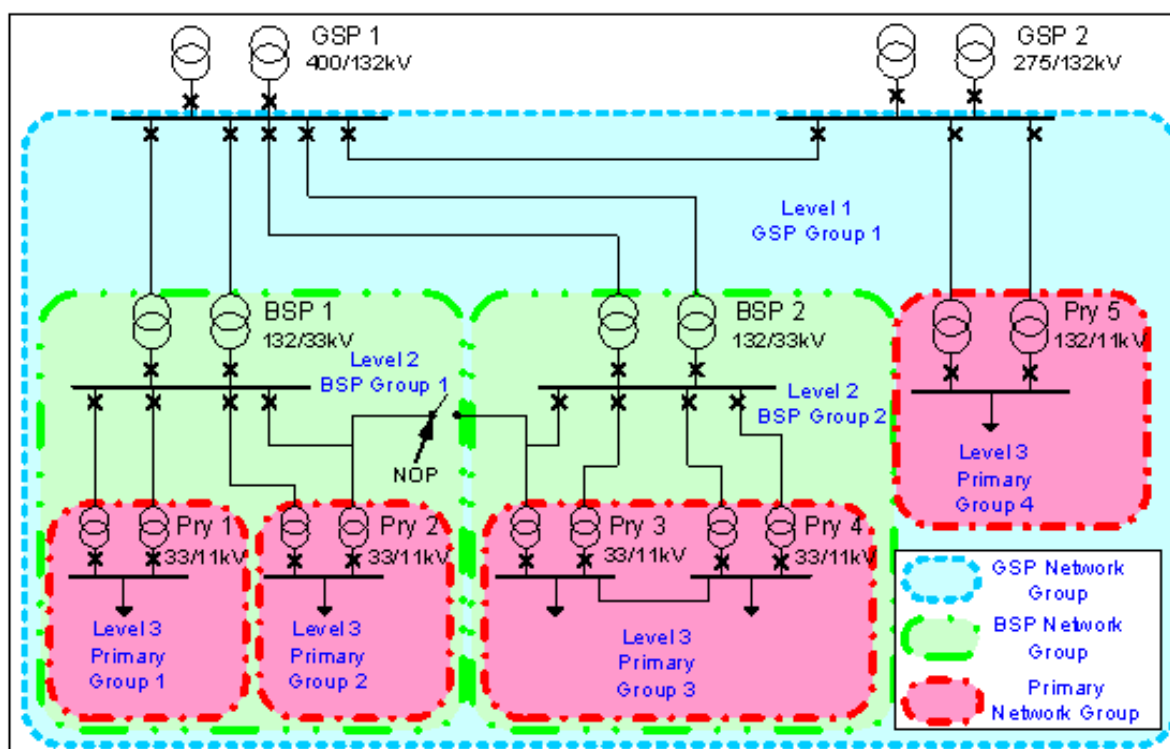 GSP 1
400/132kV
GSP 2
275/132kV
Level 1
GSP Group 1
BSP 1
132/33kV
Level 2
BSP Group 1
BSP 2
132/33kV
Level 2
BSP Group 2
Pry 5
132/11kV
Level 3
Primary
Group 4
NOP
Pry 1
33/11kV
Level 3
Primary
Group 1
Pry 2
33/11kV
Level 3
Primary
Group 2
Pry 3
33/11kV
Pry 4
33/11kV
Level 3
Primary
Group 3
GSP Network
Group
BSP Network
Group
Primary
Network Group